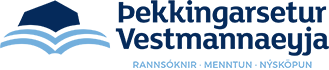 Þekkingarsetur
Vestmannaeyja
RANNSÓKNIR · MENNTUN · NÝSKÖPUN